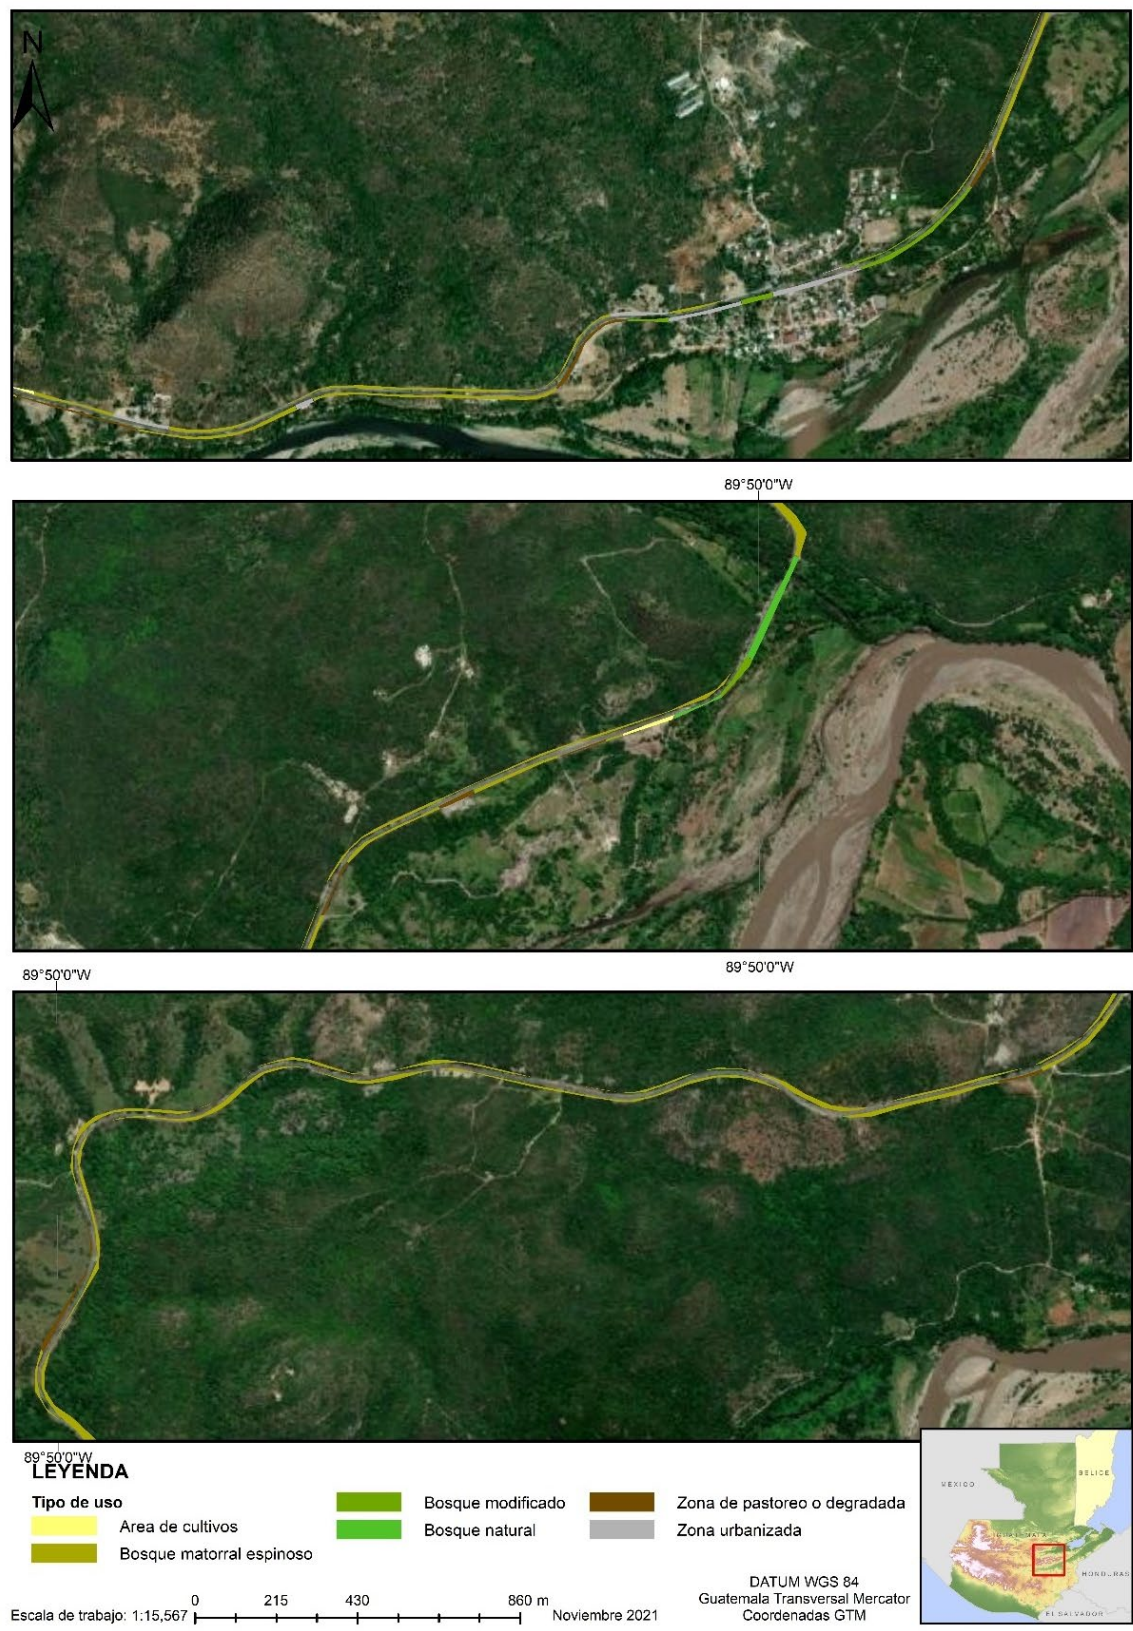 N
89°50'0"W
89°50'0"W
89°50'0"W
89°50'0"W
LEYENDA
Tipo de uso
Area de cultivos
Bosque matorral espinoso
Bosque modificado
Bosque natural
Zona de pastoreo o degradada
Zona urbanizada
Escala de trabajo: 1:15,567
0 215 430 860 m
Noviembre 2021
DATUM WGS 84
Guatemala Transversal Mercator
Coordenadas GTM
MÉXICO
BELICE
GUATEMALA
HONDURAS
EL SALVADOR